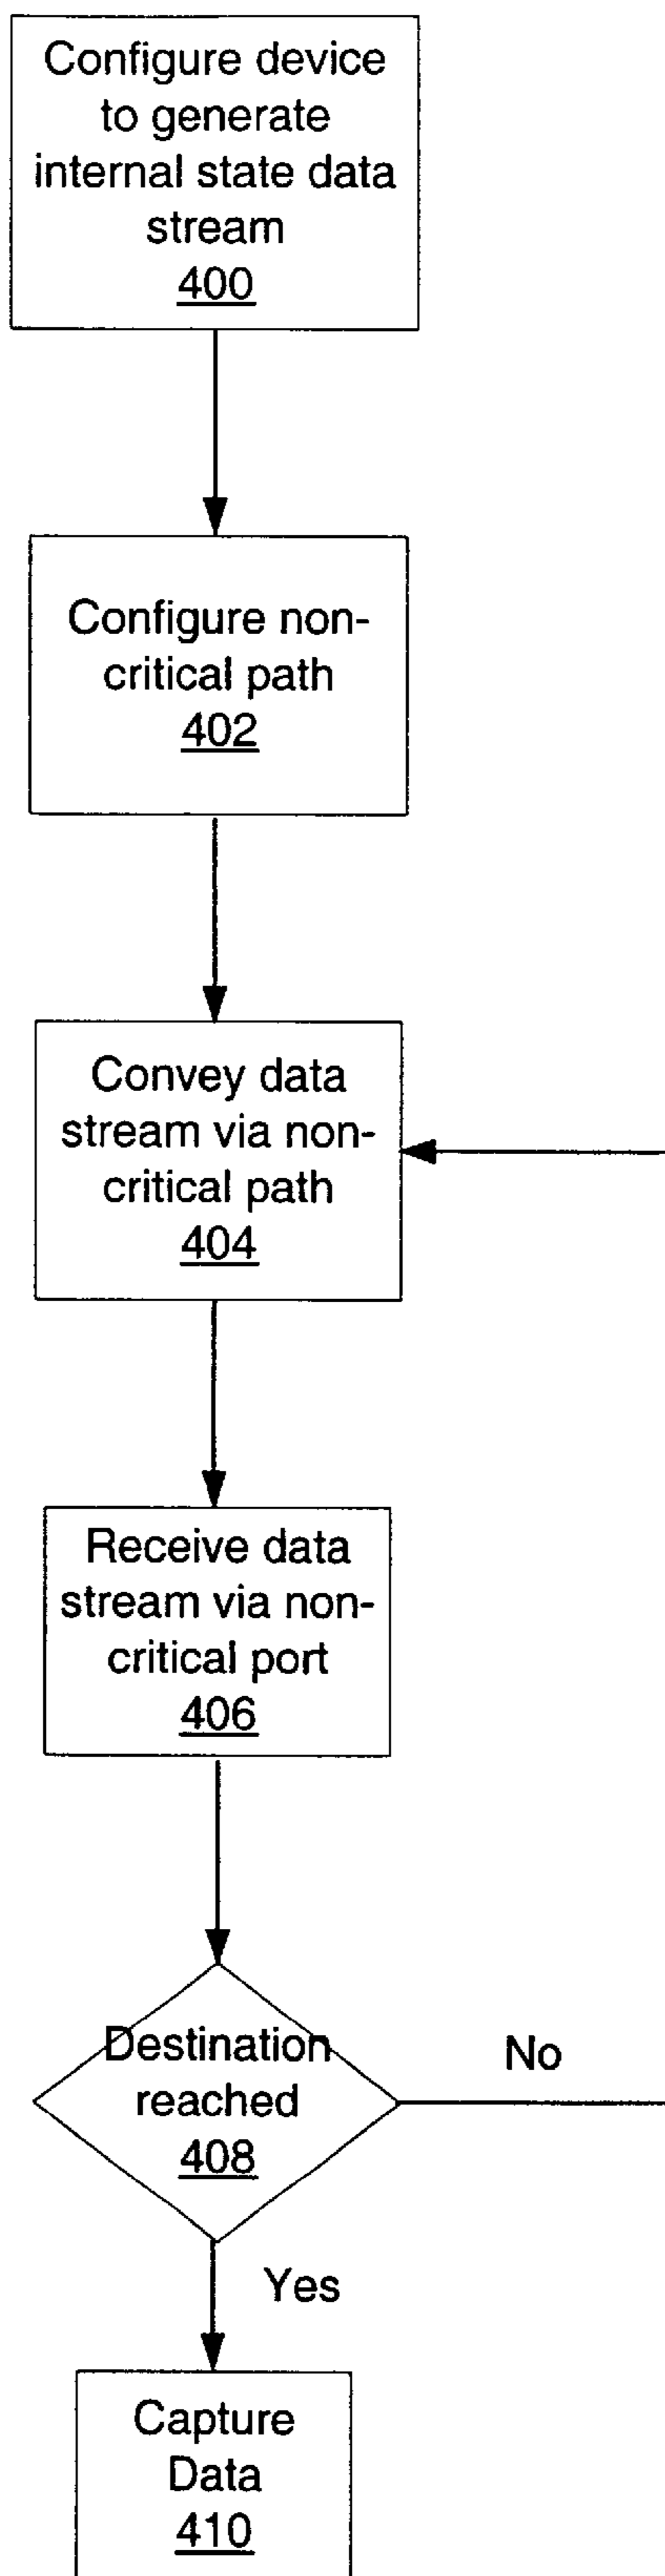 Configure device
to generate
internal state data
stream
400
Configure non-
critical path
402
Convey data
stream via non-
critical path
404
Receive data
stream via non-
critical port
406
Destination
reached
408
No
Yes
Capture
Data
410